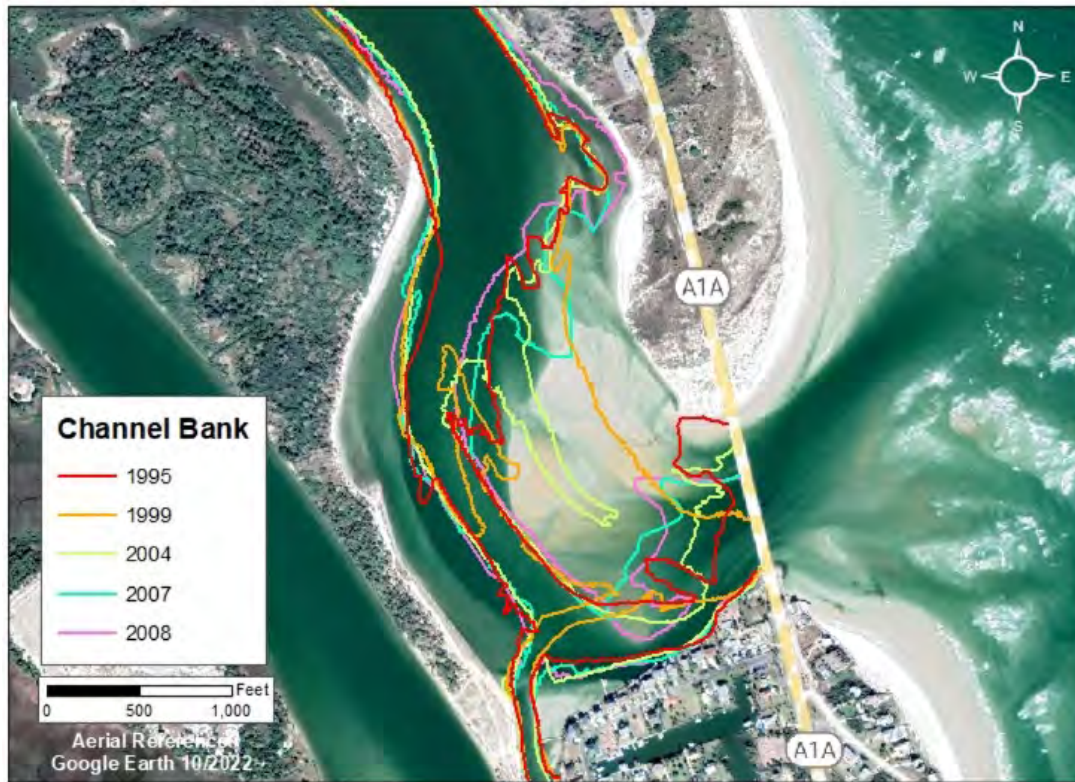 N
W E
S
A1A
Channel Bank
1995
1999
2004
2007
2008
Feet
0 500 1,000
Aerial Reference
Google Earth 10/2022
A1A